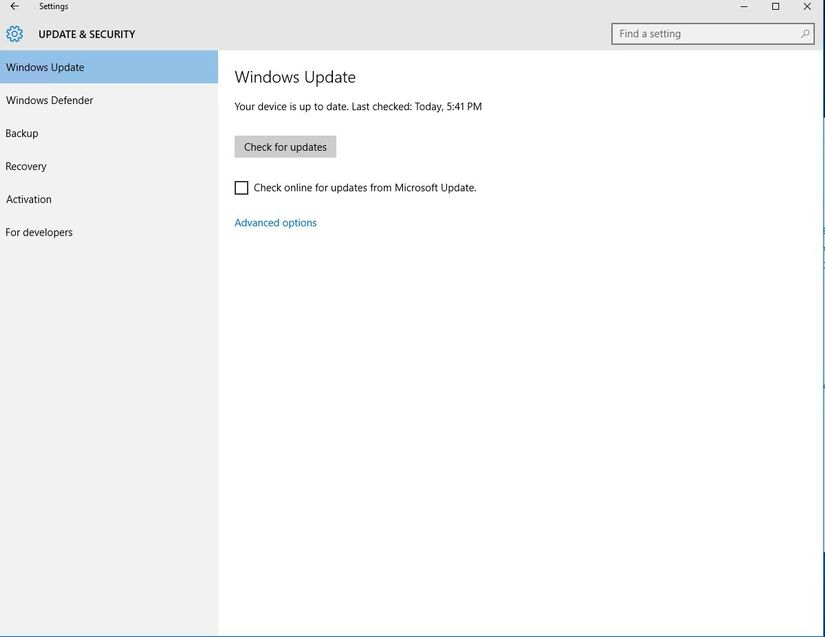 Settings
UPDATE & SECURITY
Find a setting
Windows Update
Windows Defender
Backup
Recovery
Activation
For developers
Windows Update
Your device is up to date. Last checked: Today, 5:41 PM
Check for updates
Check online for updates from Microsoft Update.
Advanced options